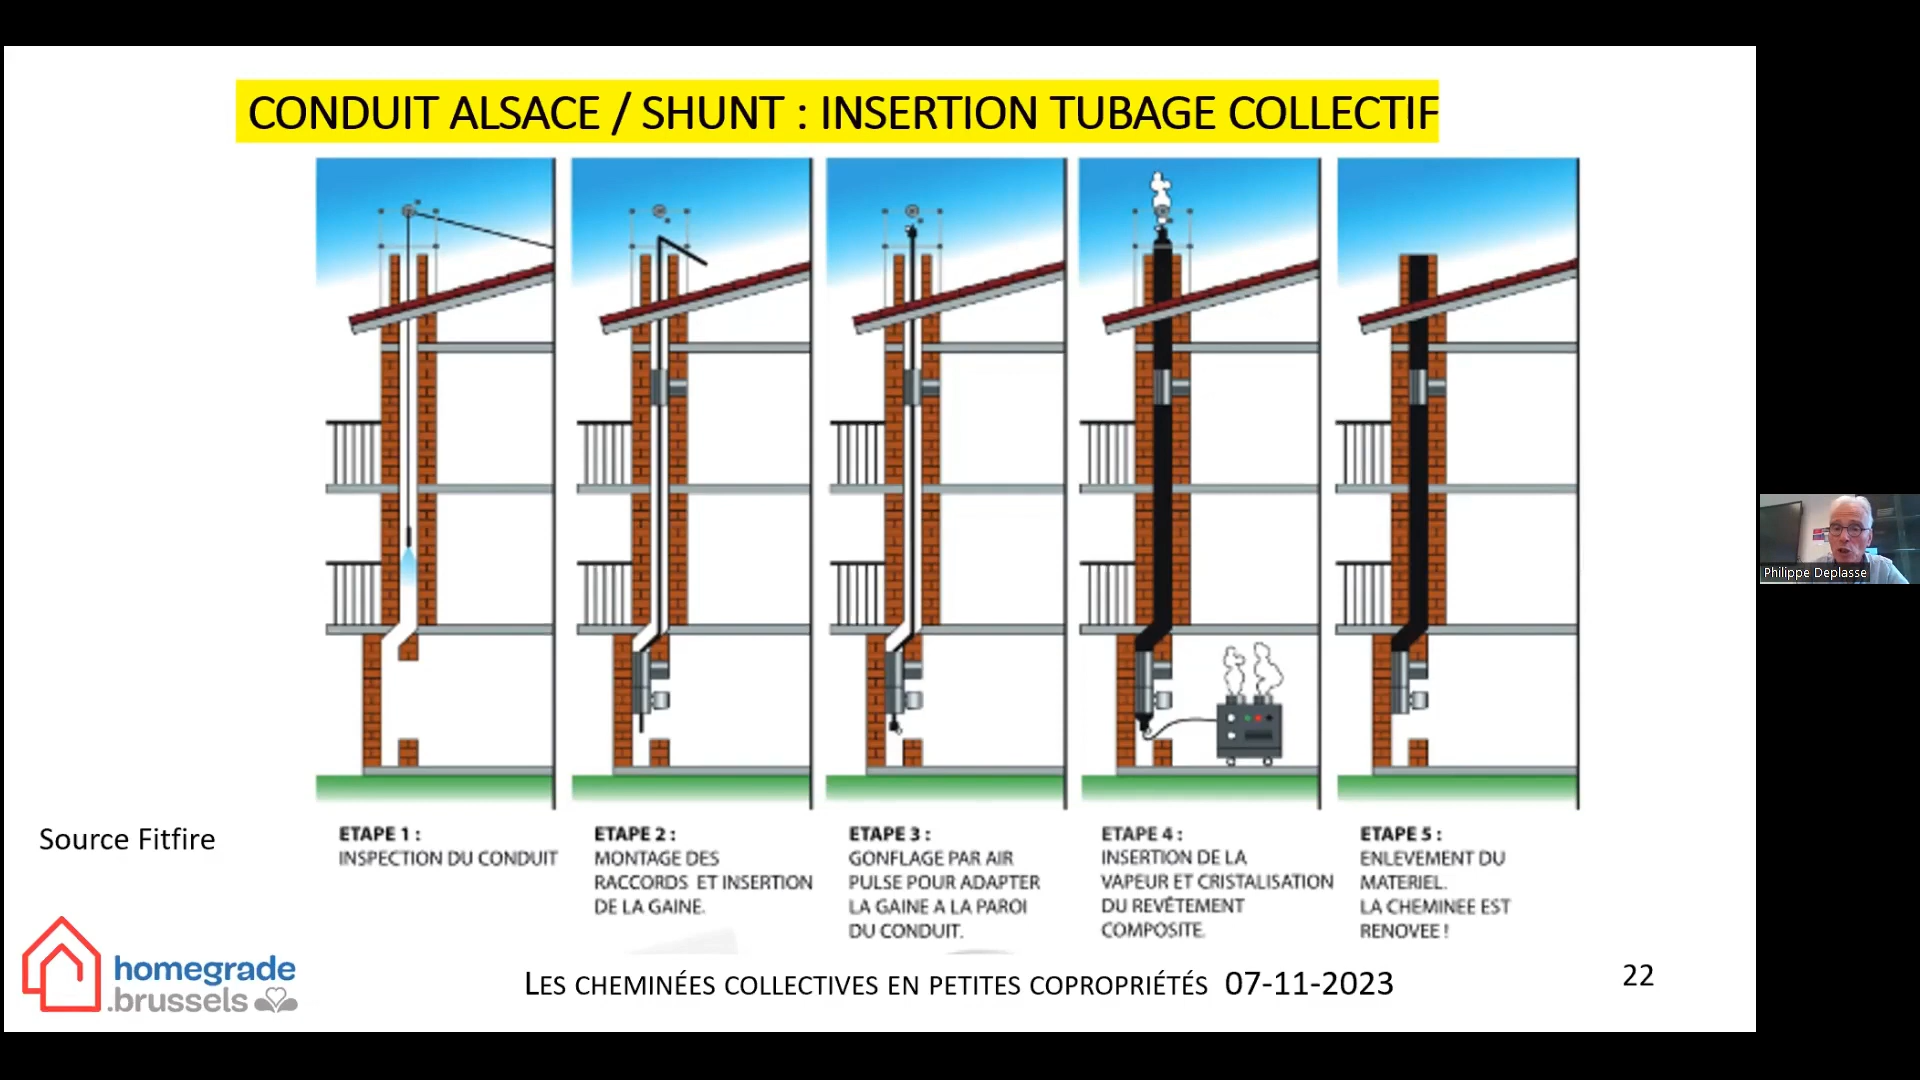 CONDUIT ALSACE / SHUNT : INSERTION TUBAGE COLLECTIF
Philippe Deplasse
Source Fitfire
ETAPE 1 :
INSPECTION DU CONDUIT
ETAPE 2 :
MONTAGE DES
RACCORDS ET INSERTION
DE LA GAINE.
ETAPE 3 :
GONFLAGE PAR AIR
PULSE POUR ADAPTER
LA GAINE A LA PAROI
DU CONDUIT.
ETAPE 4 :
INSERTION DE LA
VAPEUR ET CRISTALISATION
DU REVÊTEMENT
COMPOSITE.
ETAPE 5 :
ENLEVEMENT DU
MATERIEL.
LA CHEMINEE EST
RENOVEE !
homegrade
.brussels
LES CHEMINÉES COLLECTIVES EN PETITES COPROPRIÉTÉS 07-11-2023
22